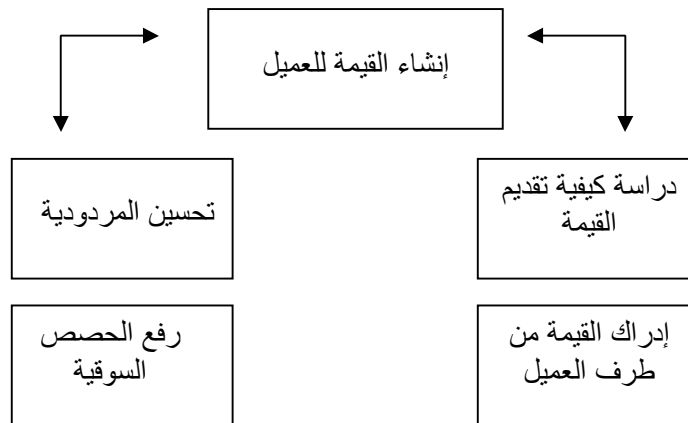 إنشاء القيمة للعميل
دراسة كيفية تقديم
القيمة
تحسين المردودية
إدراك القيمة من
طرف العميل
رفع الحصص
السوقية